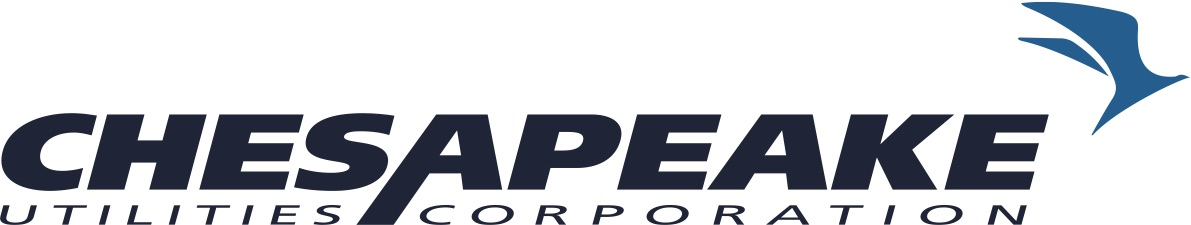 CHESAPEAKE
UTILITIES CORPORATION